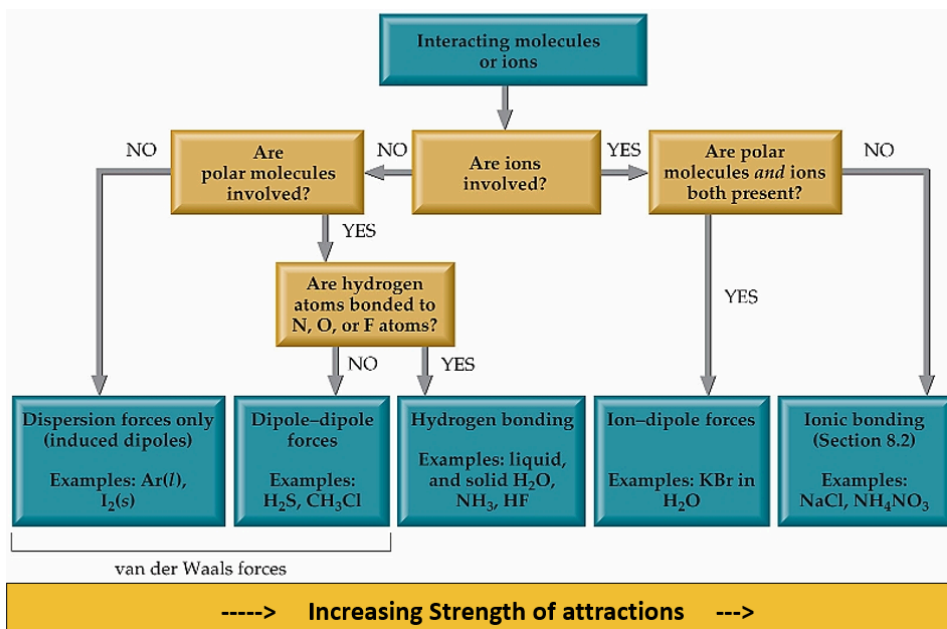 Interacting molecules
or ions
NO
Are
polar molecules
involved?
NO
Are ions
involved?
YES
Are polar
molecules and ions
both present?
NO
YES
Are hydrogen
atoms bonded to
N, O, or F atoms?
YES
NO
YES
Dispersion forces only
(induced dipoles)
Examples: Ar(l),
I₂(s)
Dipole–dipole
forces
Examples:
H₂S, CH₃Cl
Hydrogen bonding
Examples: liquid,
and solid H₂O,
NH₃, HF
Ion–dipole forces
Examples: KBr in
H₂O
Ionic bonding
(Section 8.2)
Examples:
NaCl, NH₄NO₃
van der Waals forces
-----> Increasing Strength of attractions --->